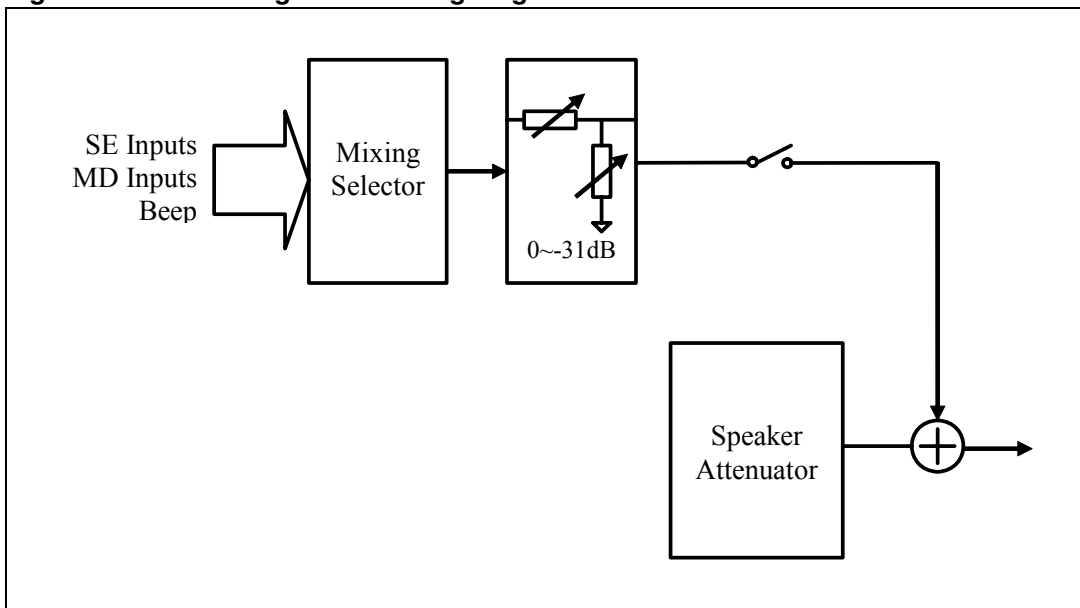 SE Inputs
MD Inputs
Beep
Mixing
Selector
0~-31dB
Speaker
Attenuator